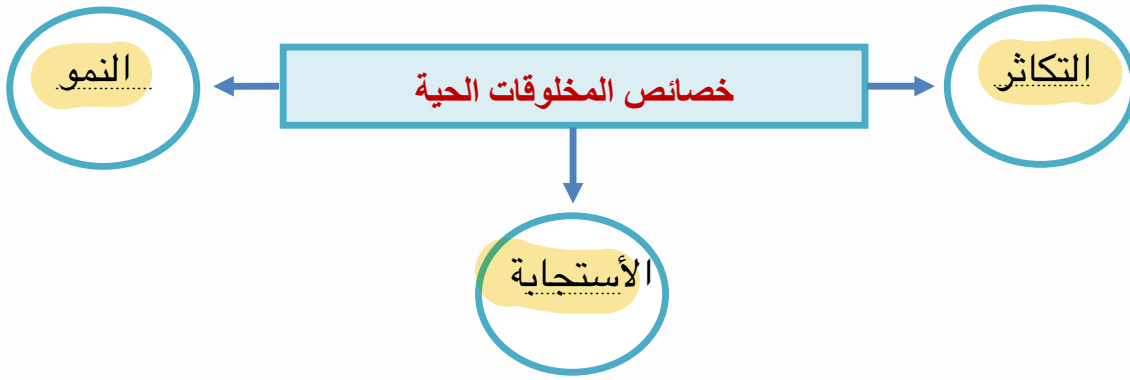 خصائص المخلوقات الحية
التكاثر
النمو
الأستجابة